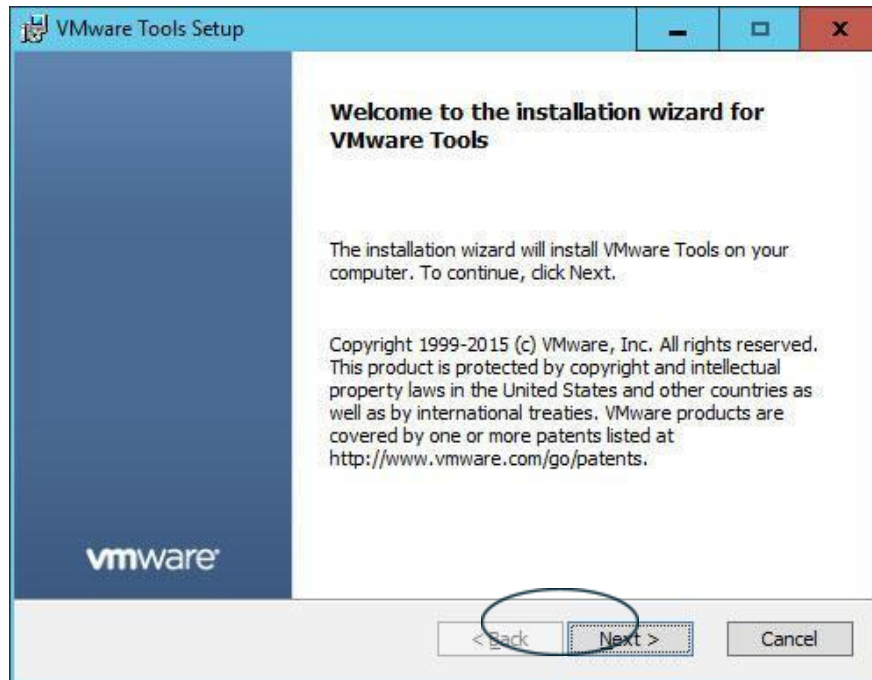 VMware Tools Setup
Welcome to the installation wizard for
VMware Tools
The installation wizard will install VMware Tools on your
computer. To continue, click Next.
Copyright 1999-2015 (c) VMware, Inc. All rights reserved.
This product is protected by copyright and intellectual
property laws in the United States and other countries as
well as by international treaties. VMware products are
covered by one or more patents listed at
http://www.vmware.com/go/patents.
vmware
< Back Next > Cancel